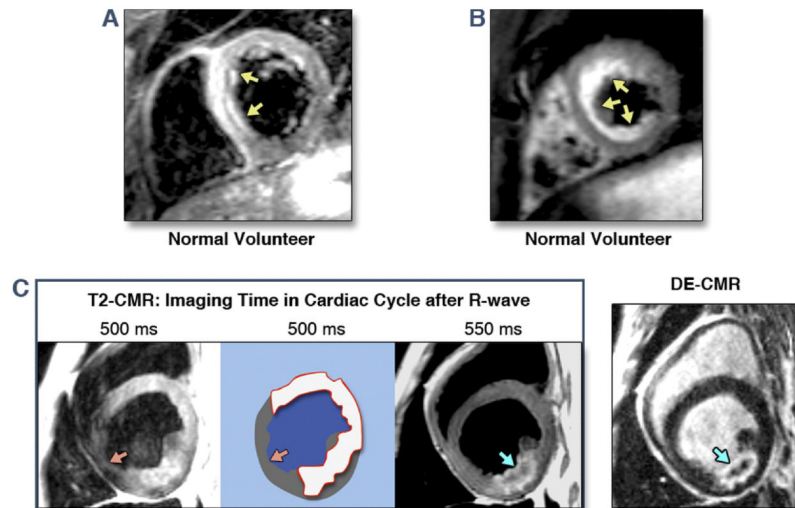 A
B
Normal Volunteer
Normal Volunteer
C
T2-CMR: Imaging Time in Cardiac Cycle after R-wave
DE-CMR
500 ms
500 ms
550 ms